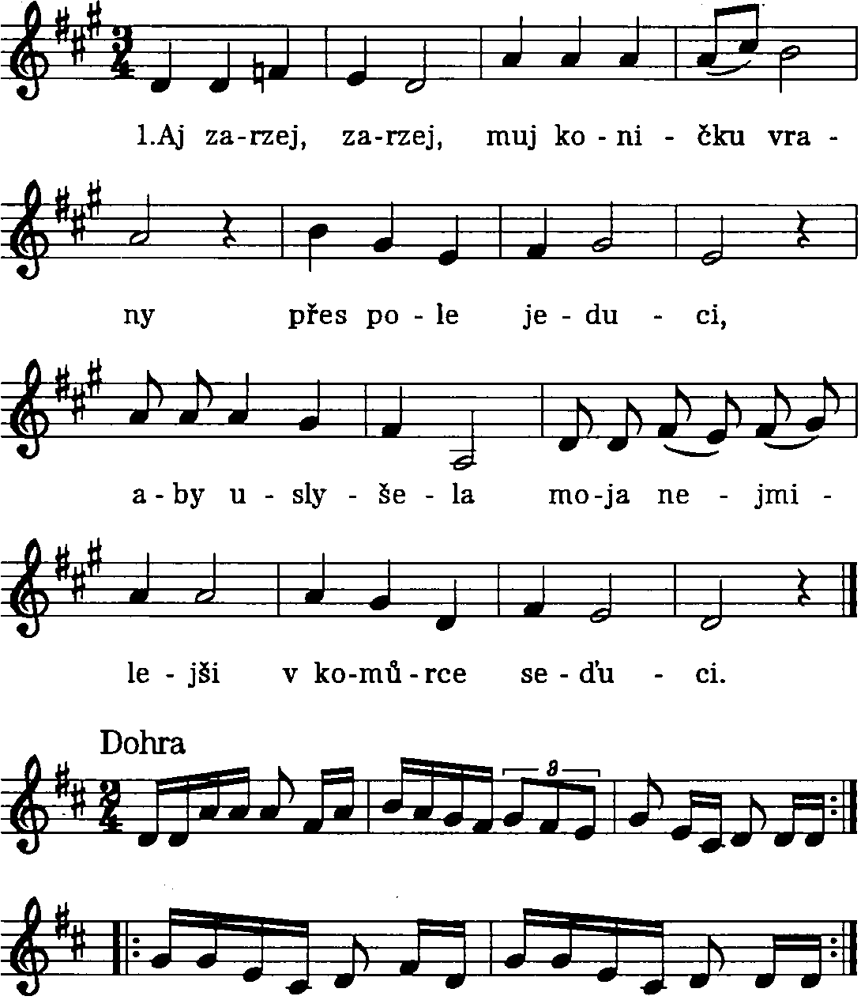 1.Aj za-rzej, za-rzej, muj ko - ni - čku vra -
ny přes po - le je - du - ci,
a - by u - sly - še - la mo-ja ne - jmi -
le - jši v ko-mů-rce se - ďu - ci.
Dohra
3